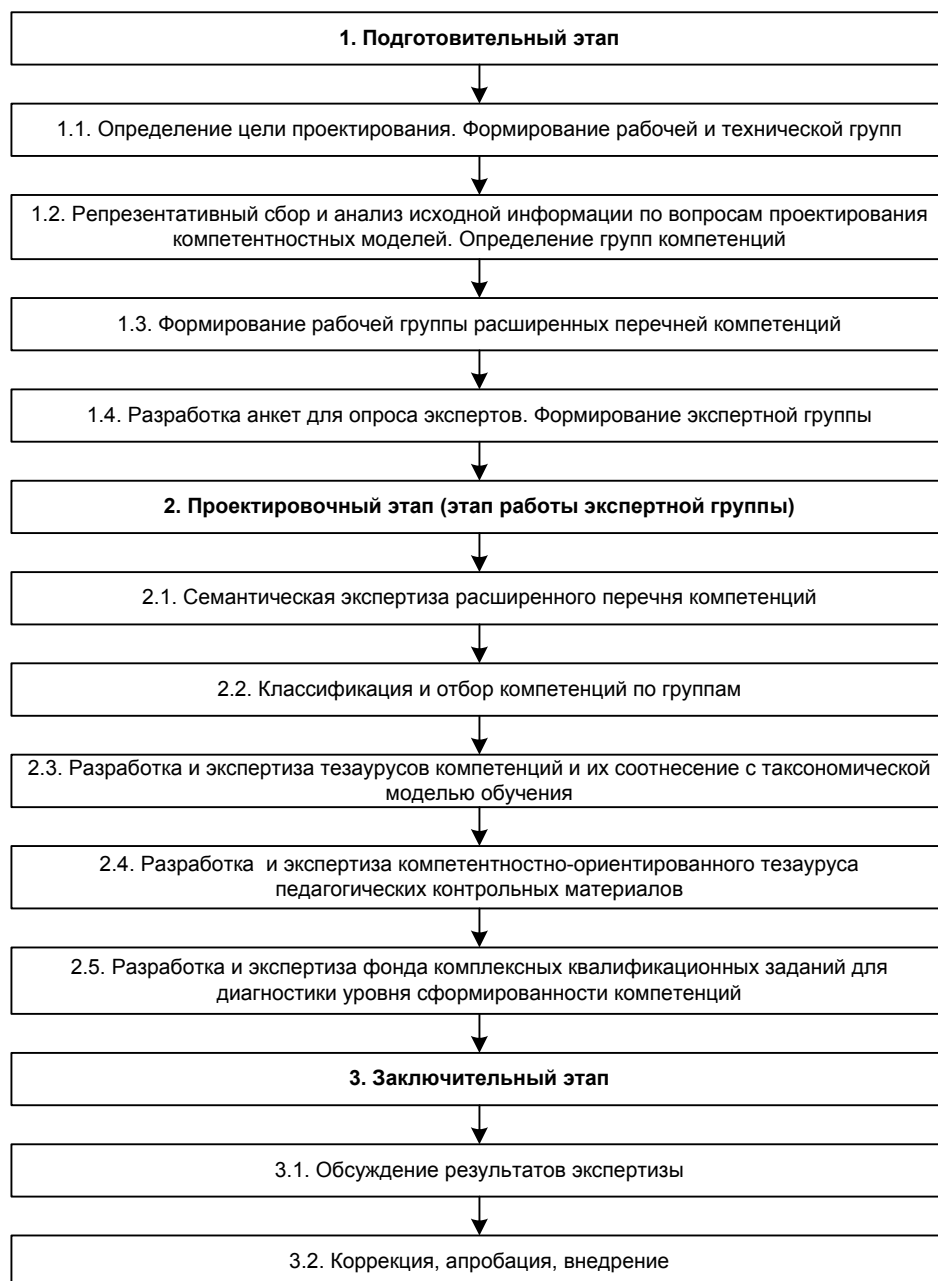 1. Подготовительный этап
1.1. Определение цели проектирования. Формирование рабочей и технической групп
1.2. Репрезентативный сбор и анализ исходной информации по вопросам проектирования
компетентностных моделей. Определение групп компетенций
1.3. Формирование рабочей группы расширенных перечней компетенций
1.4. Разработка анкет для опроса экспертов. Формирование экспертной группы
2. Проектировочный этап (этап работы экспертной группы)
2.1. Семантическая экспертиза расширенного перечня компетенций
2.2. Классификация и отбор компетенций по группам
2.3. Разработка и экспертиза тезаурусов компетенций и их соотнесение с таксономической
моделью обучения
2.4. Разработка и экспертиза компетентностно-ориентированного тезауруса
педагогических контрольных материалов
2.5. Разработка и экспертиза фонда комплексных квалификационных заданий для
диагностики уровня сформированности компетенций
3. Заключительный этап
3.1. Обсуждение результатов экспертизы
3.2. Коррекция, апробация, внедрение